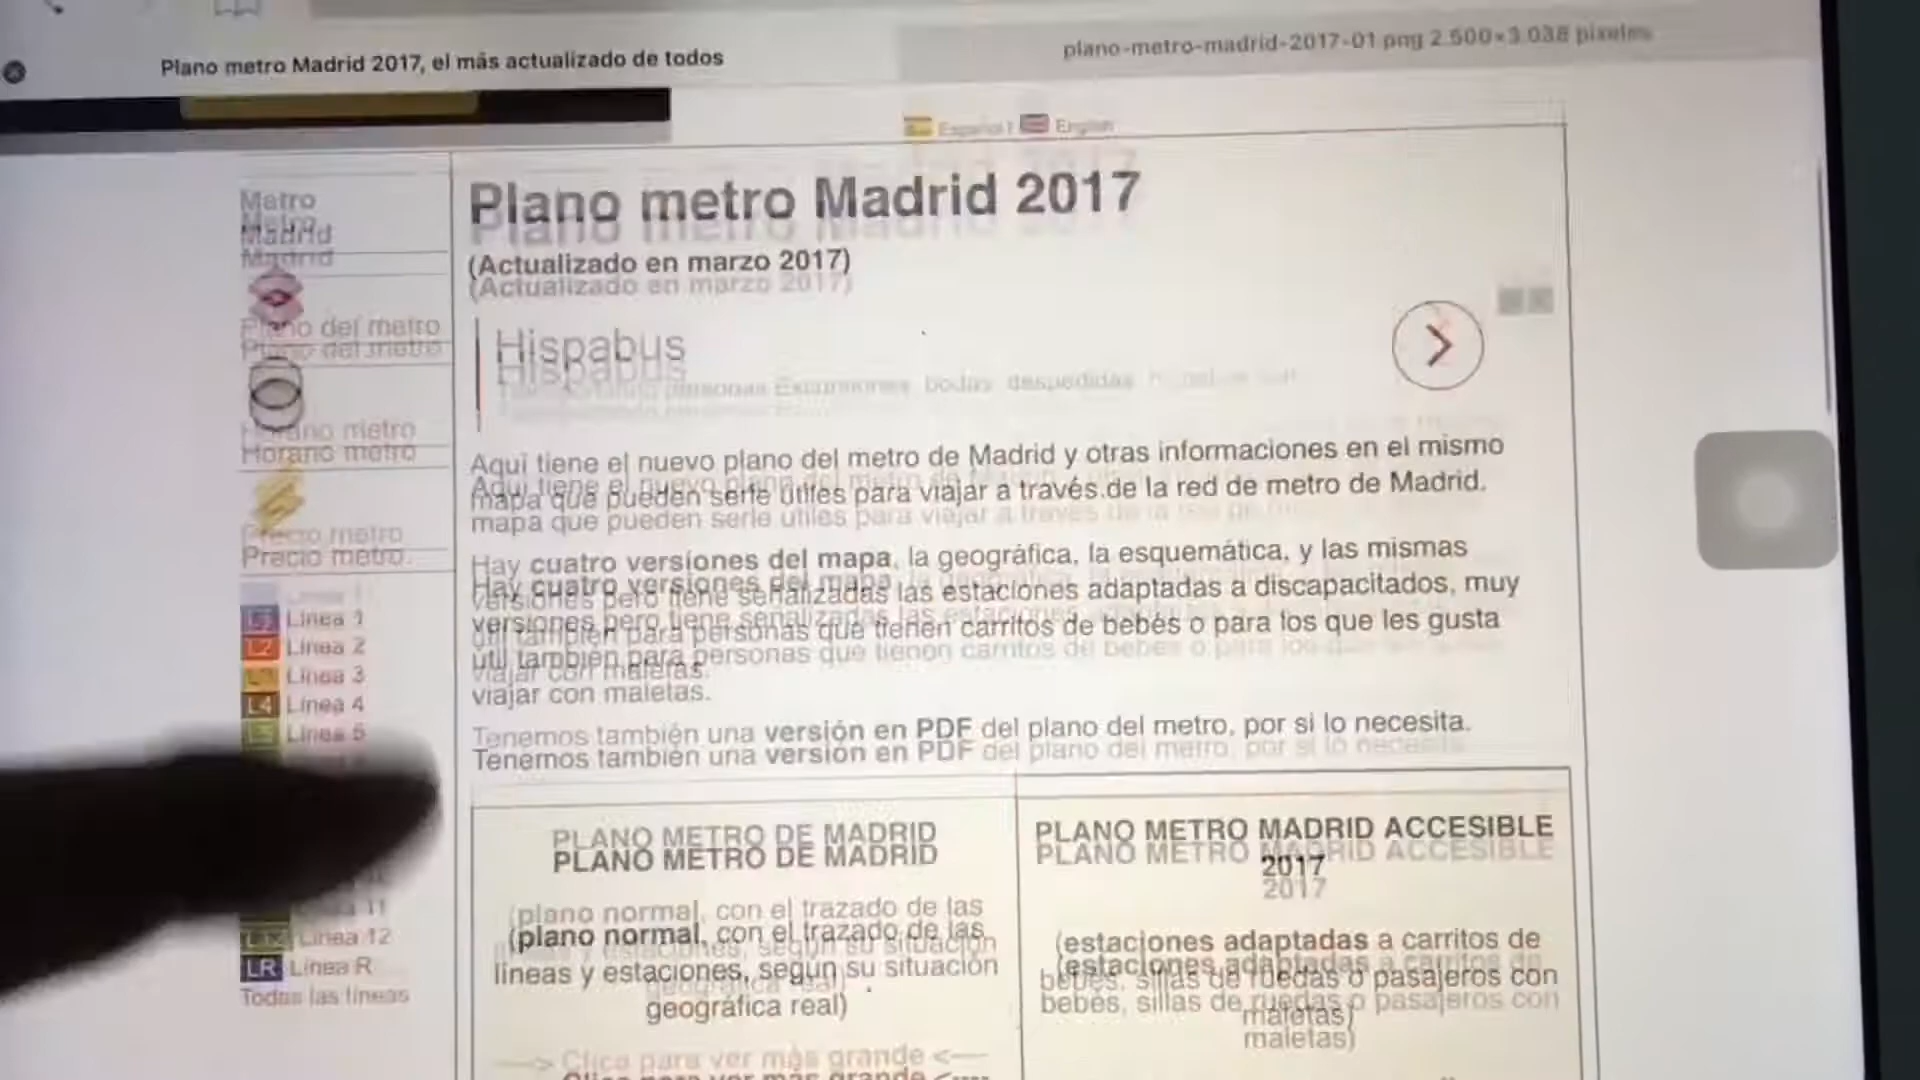 Plano metro Madrid 2017, el más actualizado de todos
plano-metro-madrid-2017-01.png 2.500×3.038 píxeles
Español
English
Metro
Madrid
Plano del metro
Horario metro
Precio metro
L1 Línea 1
L2 Línea 2
Línea 3
L4 Línea 4
Línea 5
Línea 11
Línea 12
LR Línea R
Todas las líneas
Plano metro Madrid 2017
(Actualizado en marzo 2017)
Hispabus
personas Excursiones, bodas, despedidas
Aquí tiene el nuevo plano del metro de Madrid y otras informaciones en el mismo
mapa que pueden serle útiles para viajar a través de la red de metro de Madrid.
Hay cuatro versiones del mapa, la geográfica, la esquemática, y las mismas
versiones pero tiene señalizadas las estaciones adaptadas a discapacitados, muy
útil también para personas que tienen carritos de bebés o para los que les gusta
viajar con maletas.
Tenemos también una versión en PDF del plano del metro, por si lo necesita.
PLANO METRO DE MADRID
(plano normal, con el trazado de las
líneas y estaciones, según su situación
geográfica real)
---> Clica para ver más grande <----
PLANO METRO MADRID ACCESIBLE
2017
(estaciones adaptadas a carritos de
bebés, sillas de ruedas o pasajeros con
maletas)